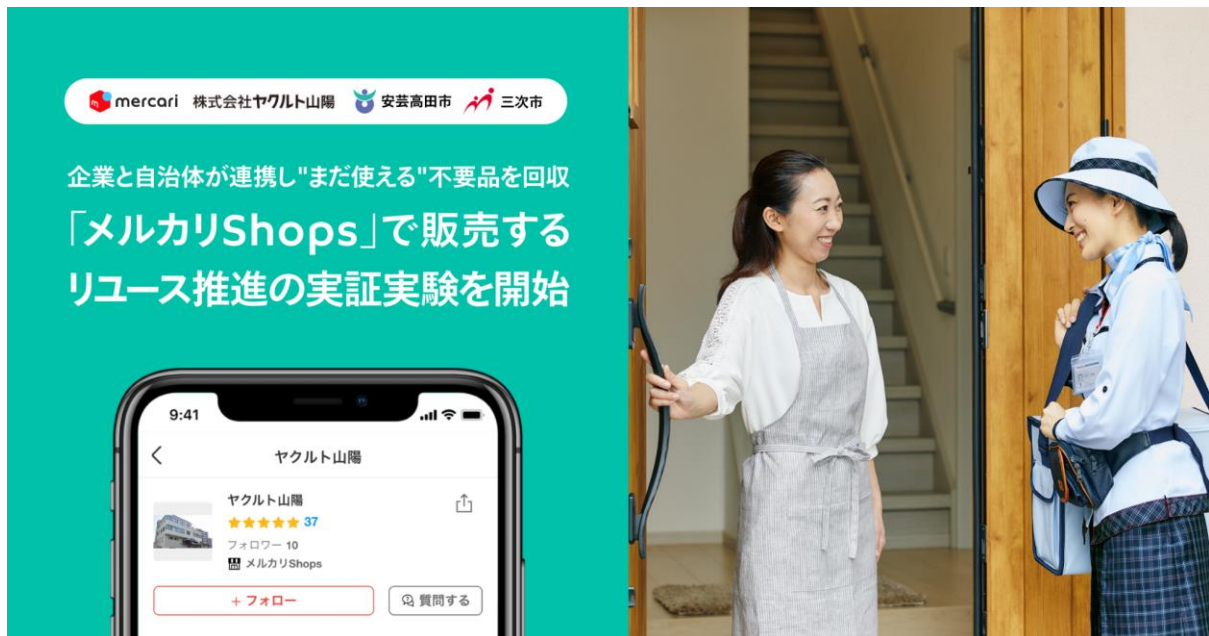 mercari 株式会社ヤクルト山陽 安芸高田市 三次市
企業と自治体が連携し"まだ使える"不要品を回収
「メルカリShops」で販売する
リユース推進の実証実験を開始
9:41
ヤクルト山陽
ヤクルト山陽
★★★★★ 37
フォロワー 10
メルカリShops
+ フォロー 質問する